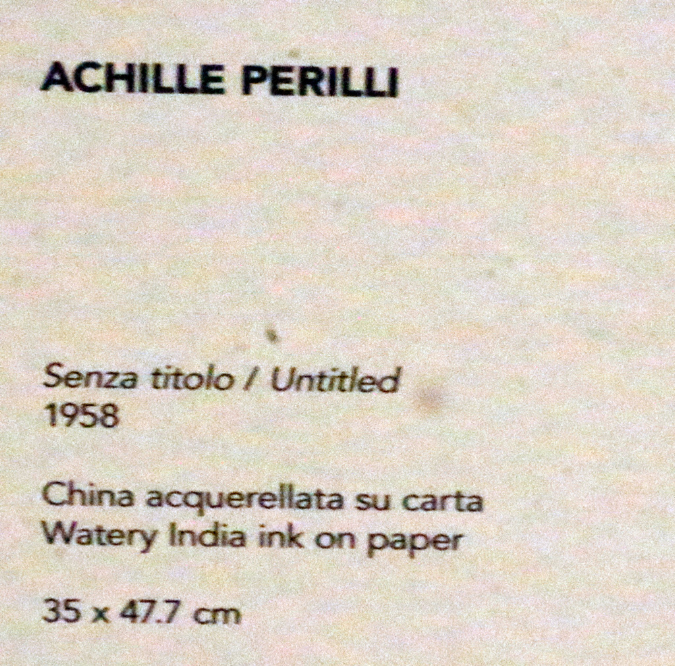 ACHILLE PERILLI
Senza titolo / Untitled
1958
China acquerellata su carta
Watery India ink on paper
35 x 47.7 cm